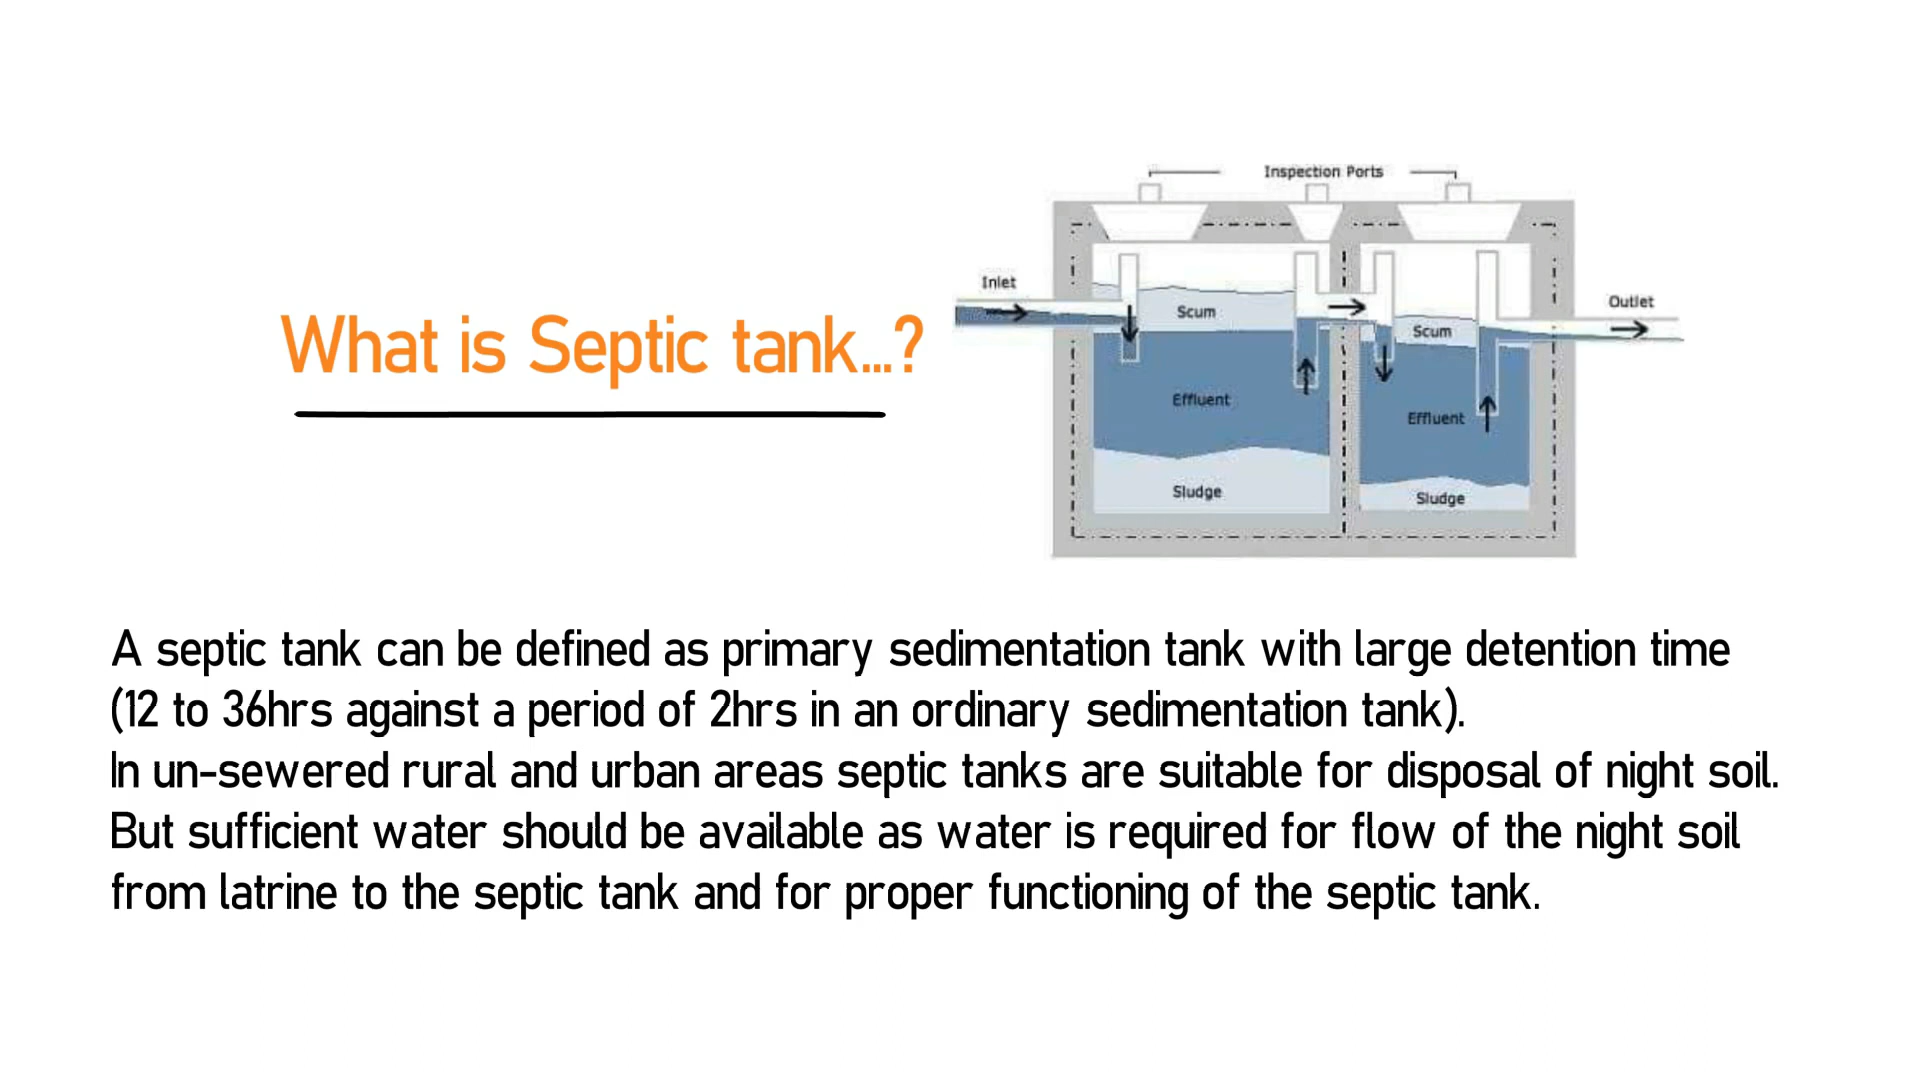 Inspection Ports
Inlet
Outlet
What is Septic tank...?
Scum
Scum
Effluent
Effluent
Sludge
Sludge
A septic tank can be defined as primary sedimentation tank with large detention time
(12 to 36hrs against a period of 2hrs in an ordinary sedimentation tank).
In un-sewered rural and urban areas septic tanks are suitable for disposal of night soil.
But sufficient water should be available as water is required for flow of the night soil
from latrine to the septic tank and for proper functioning of the septic tank.